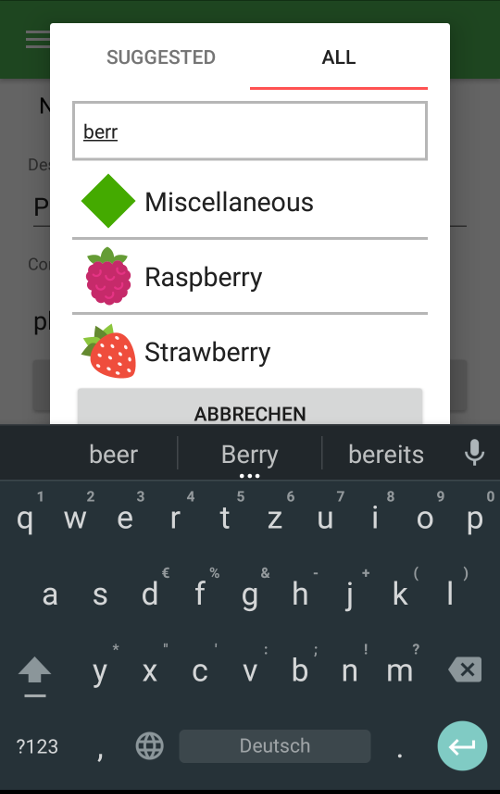 SUGGESTED ALL
N
Des
berr
P
Miscellaneous
Raspberry
Strawberry
ABBRECHEN
beer Berry bereits
1 2 3 4 5 6 7 8 9 0
q w e r t z u i o p
€ % & - + ( )
a s d f g h j k l
* " ' : ; ! ?
y x c v b n m
?123 , Deutsch .